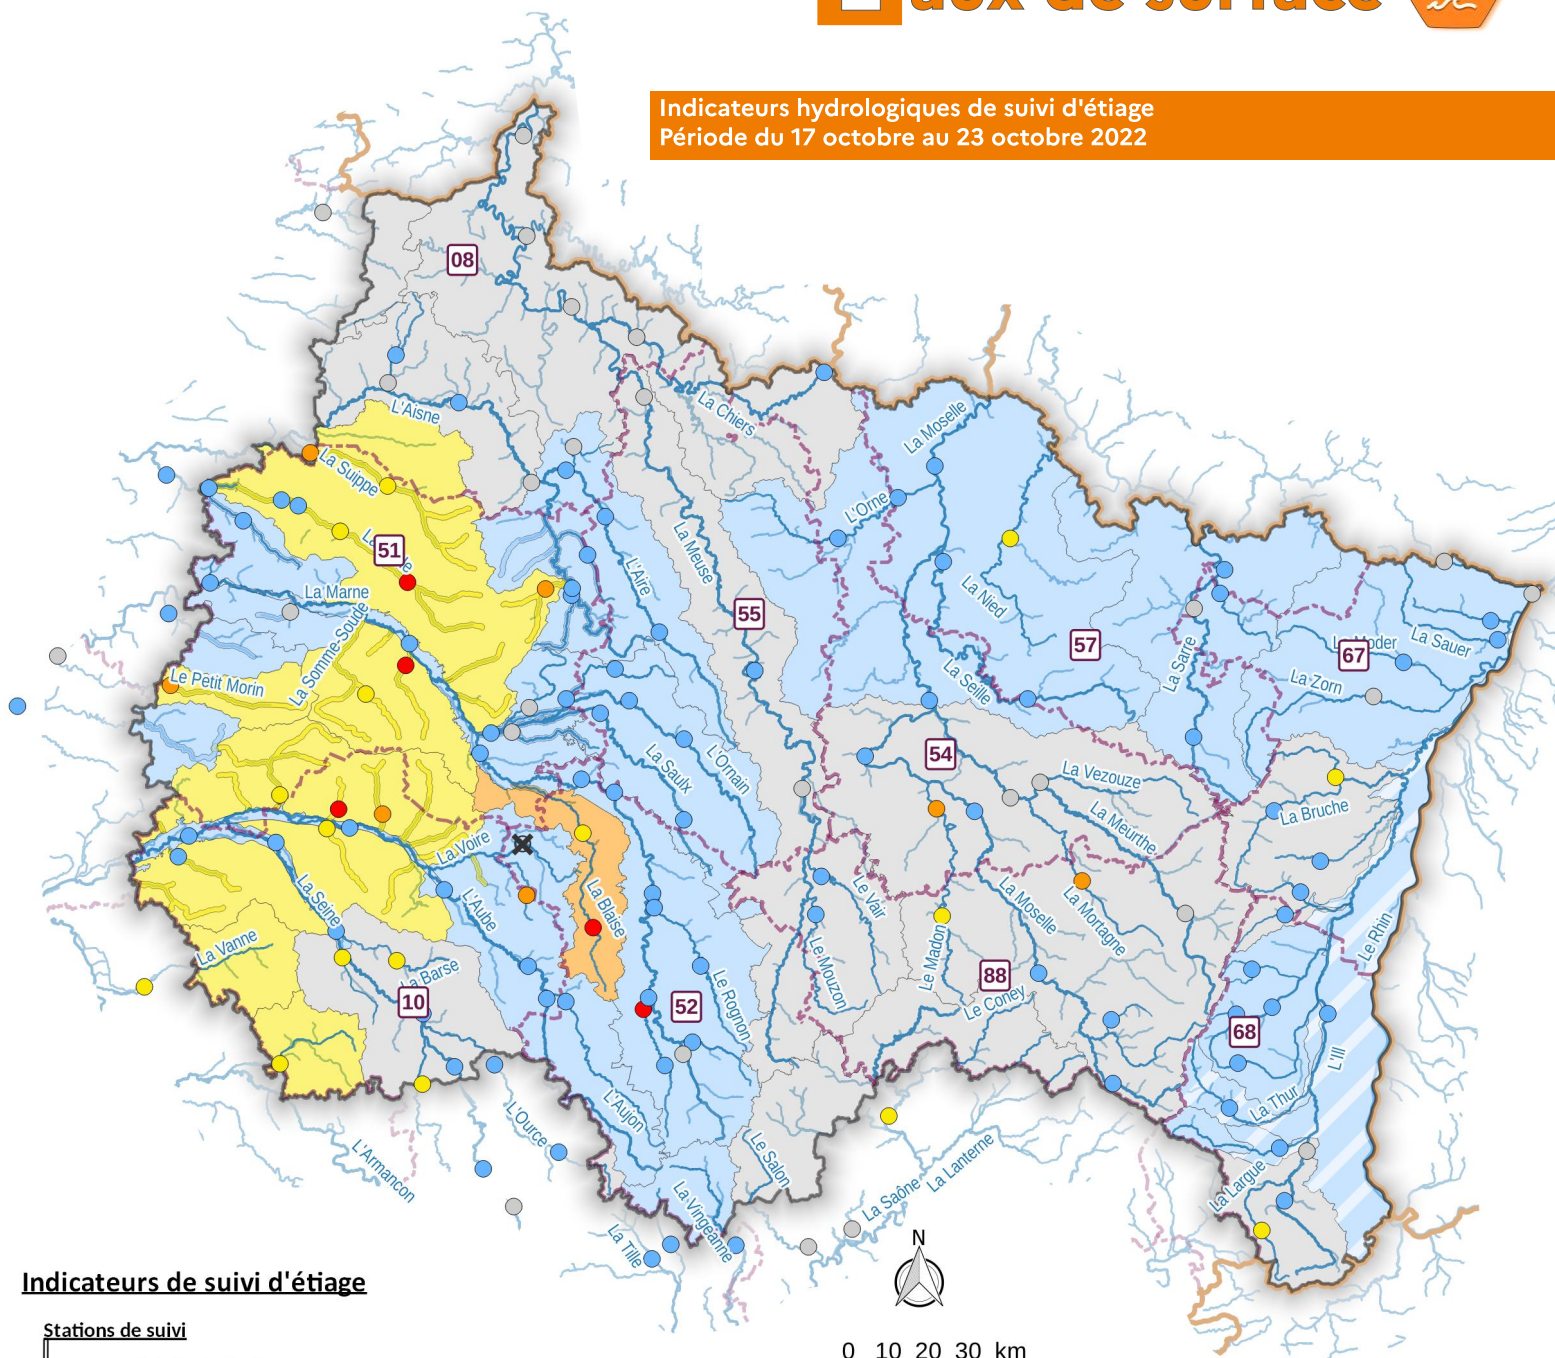 aux de surface
Indicateurs hydrologiques de suivi d'étiage
Période du 17 octobre au 23 octobre 2022
08
L'Aisne
La Chiers
La Moselle
La Suippe
L'Orne
51
La Meuse
L'Aire
La Nied
La Marne
55
57
La Sarre
67
La Sauer
La Somme-Soude
Le Petit Morin
La Seille
La Zorn
54
La Saulx
L'Ornain
La Vezouze
La Meurthe
La Bruche
La Voire
La Seine
L'Aube
La Blaise
Le Vair
La Moselle
La Mortagne
La Vanne
Le Rhin
La Barse
10
52
Le Rognon
Le Mouzon
Le Madon
88
Le Coney
68
L'Ill
La Thur
L'Aujon
L'Ource
L'Armancon
Le Salon
La Lanterne
La Saône
La Largue
La Vingeanne
La Tille
N
Indicateurs de suivi d'étiage
Stations de suivi
0 10 20 30 km